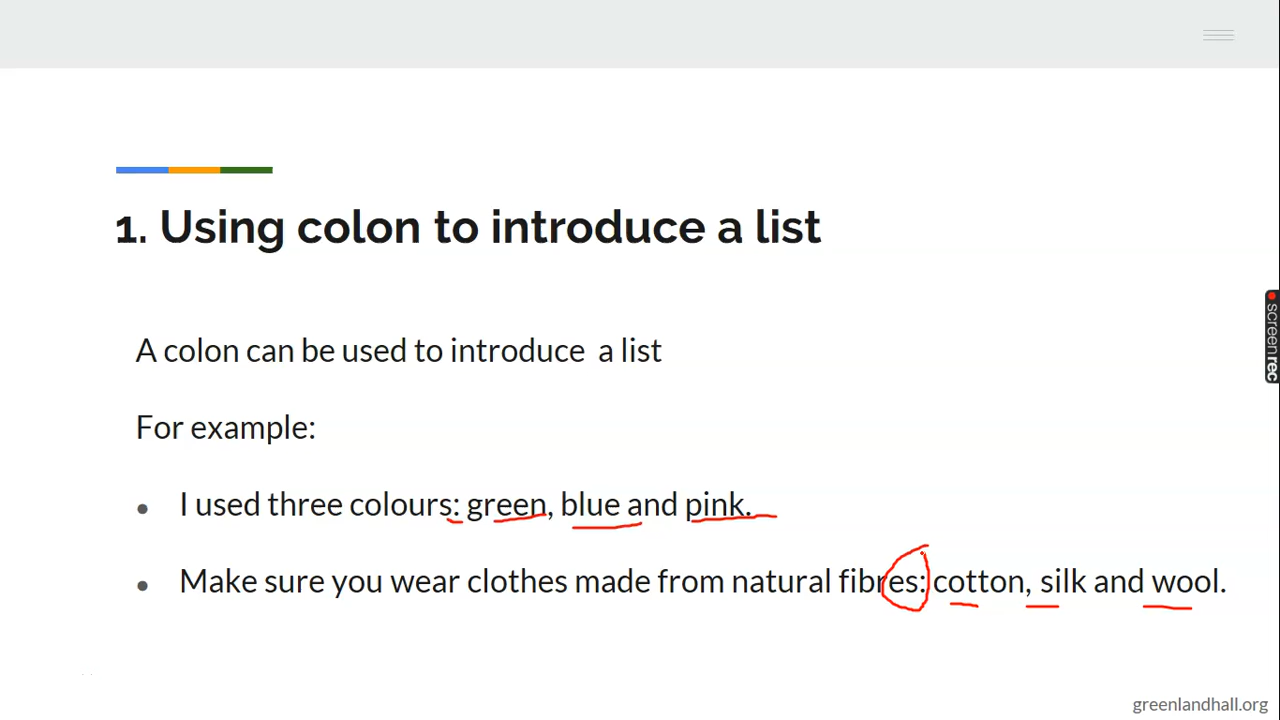 1. Using colon to introduce a list
A colon can be used to introduce  a list
For example:
● I used three colours: green, blue and pink.
● Make sure you wear clothes made from natural fibres: cotton, silk and wool.
screenrec
greenlandhall.org